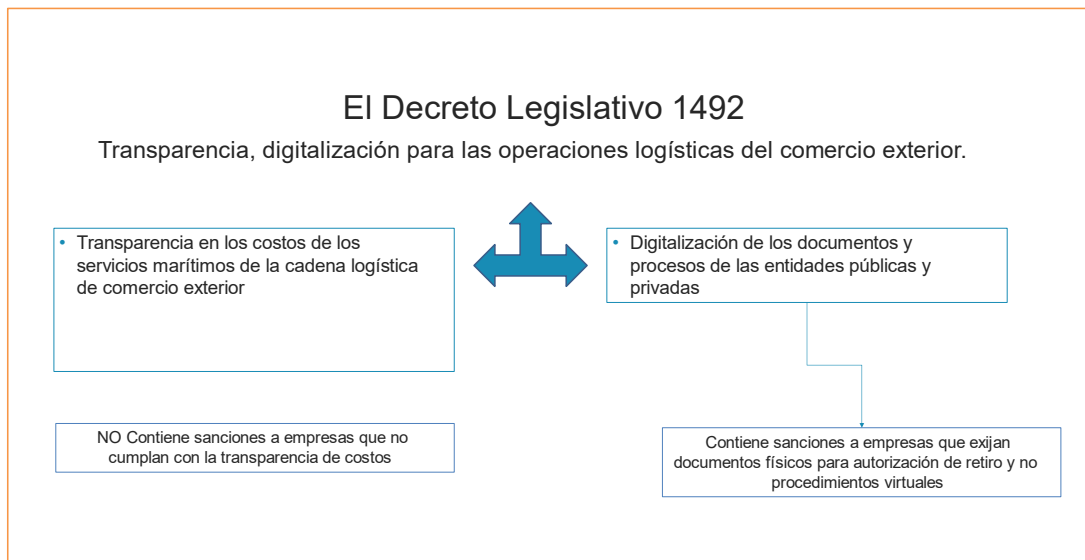 El Decreto Legislativo 1492
Transparencia, digitalización para las operaciones logísticas del comercio exterior.
• Transparencia en los costos de los
servicios marítimos de la cadena logística
de comercio exterior
• Digitalización de los documentos y
procesos de las entidades públicas y
privadas
NO Contiene sanciones a empresas que no
cumplan con la transparencia de costos
Contiene sanciones a empresas que exijan
documentos físicos para autorización de retiro y no
procedimientos virtuales